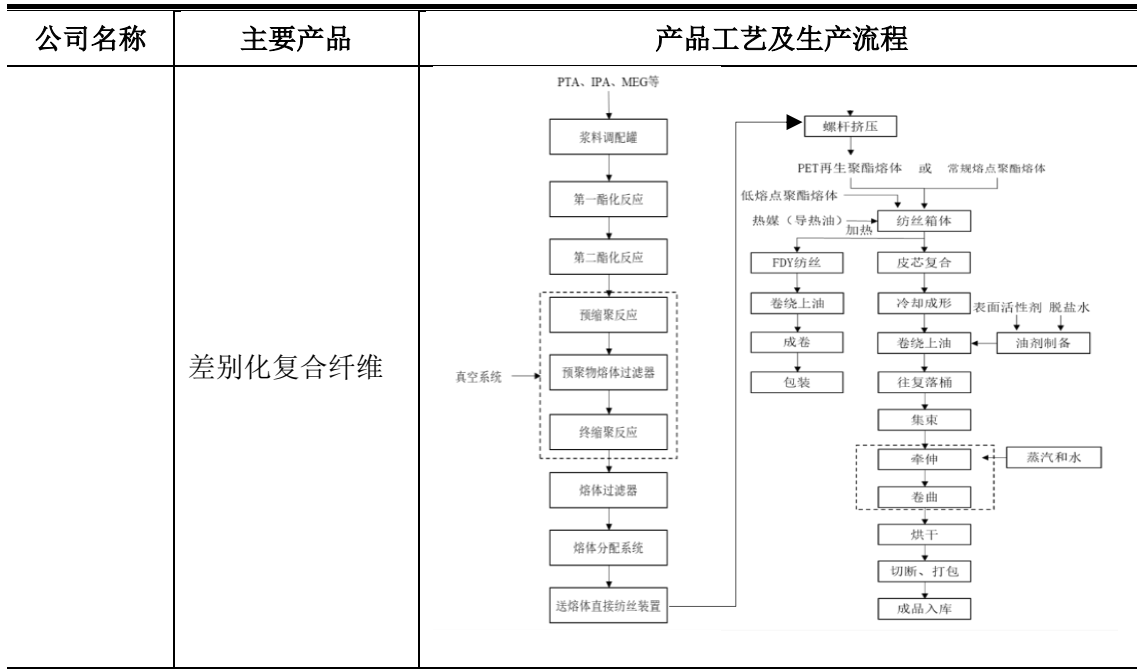 公司名称 主要产品 产品工艺及生产流程
差别化复合纤维
PTA、IPA、MEG等
浆料调配罐
第一酯化反应
第二酯化反应
预缩聚反应
真空系统
预聚物熔体过滤器
终缩聚反应
熔体过滤器
熔体分配系统
送熔体直接纺丝装置
螺杆挤压
PET再生聚酯熔体 或 常规熔点聚酯熔体
低熔点聚酯熔体
热媒（导热油）
加热
纺丝箱体
FDY纺丝
卷绕上油
成卷
包装
皮芯复合
冷却成形
表面活性剂 脱盐水
卷绕上油
油剂制备
往复落桶
集束
牵伸
蒸汽和水
卷曲
烘干
切断、打包
成品入库